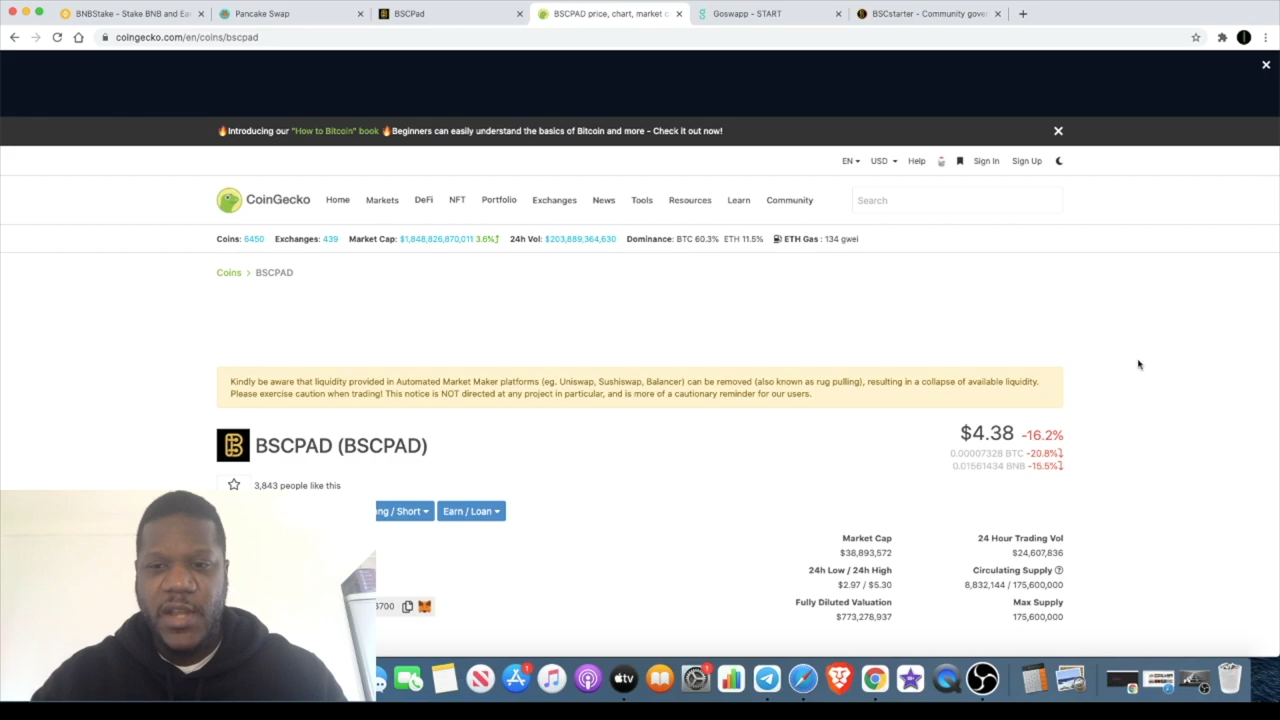 BNBStake - Stake BNB and Ea
Pancake Swap
BSCPad
BSCPAD price, chart, market c
Goswapp - START
BSCstarter - Community gove
coingecko.com/en/coins/bscpad
🔥Introducing our "How to Bitcoin" book 🔥Beginners can easily understand the basics of Bitcoin and more - Check it out now!
EN USD Help Sign In Sign Up
CoinGecko Home Markets DeFi NFT Portfolio Exchanges News Tools Resources Learn Community Search
Coins: 6450 Exchanges: 439 Market Cap: $1,848,826,870,011 3.6% 24h Vol: $203,889,364,630 Dominance: BTC 60.3% ETH 11.5% ETH Gas : 134 gwei
Coins > BSCPAD
Kindly be aware that liquidity provided in Automated Market Maker platforms (eg. Uniswap, Sushiswap, Balancer) can be removed (also known as rug pulling), resulting in a collapse of available liquidity.
Please exercise caution when trading! This notice is NOT directed at any project in particular, and is more of a cautionary reminder for our users.
BSCPAD (BSCPAD)
$4.38 -16.2%
0.00007328 BTC -20.8%
0.01561434 BNB -15.5%
3,843 people like this
ng / Short Earn / Loan
Market Cap
$38,893,572
24 Hour Trading Vol
$24,607,836
24h Low / 24h High
$2.97 / $5.30
Circulating Supply
8,832,144 / 175,600,000
Fully Diluted Valuation
$773,278,937
Max Supply
175,600,000
3700
tv